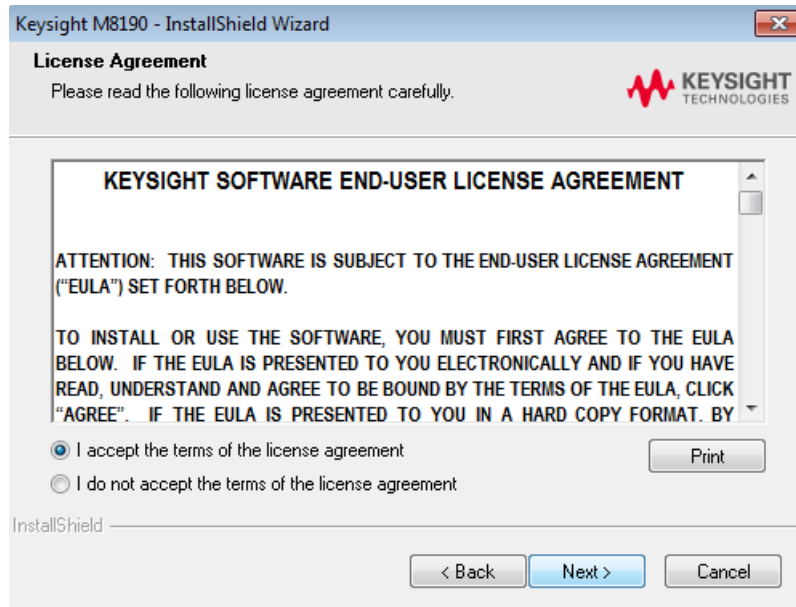 Keysight M8190 - InstallShield Wizard
License Agreement
Please read the following license agreement carefully.
KEYSIGHT
TECHNOLOGIES
KEYSIGHT SOFTWARE END-USER LICENSE AGREEMENT
ATTENTION: THIS SOFTWARE IS SUBJECT TO THE END-USER LICENSE AGREEMENT
(“EULA”) SET FORTH BELOW.
TO INSTALL OR USE THE SOFTWARE, YOU MUST FIRST AGREE TO THE EULA
BELOW. IF THE EULA IS PRESENTED TO YOU ELECTRONICALLY AND IF YOU HAVE
READ, UNDERSTAND AND AGREE TO BE BOUND BY THE TERMS OF THE EULA, CLICK
“AGREE”. IF THE EULA IS PRESENTED TO YOU IN A HARD COPY FORMAT, BY
I accept the terms of the license agreement
Print
I do not accept the terms of the license agreement
InstallShield
< Back
Next >
Cancel